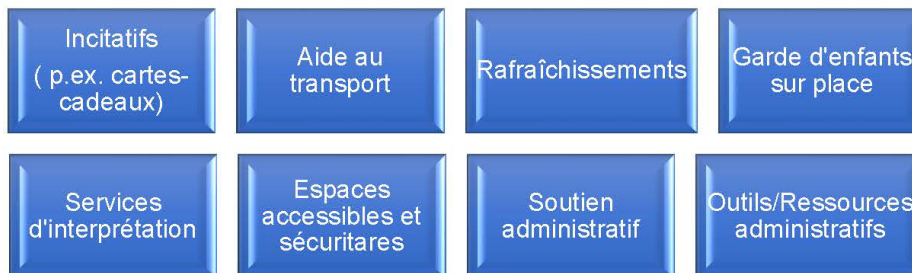 Incitatifs
( p.ex. cartes-
cadeaux)
Aide au
transport
Rafraîchissements
Garde d'enfants
sur place
Services
d'interprétation
Espaces
accessibles et
sécuritares
Soutien
administratif
Outils/Ressources
administratifs